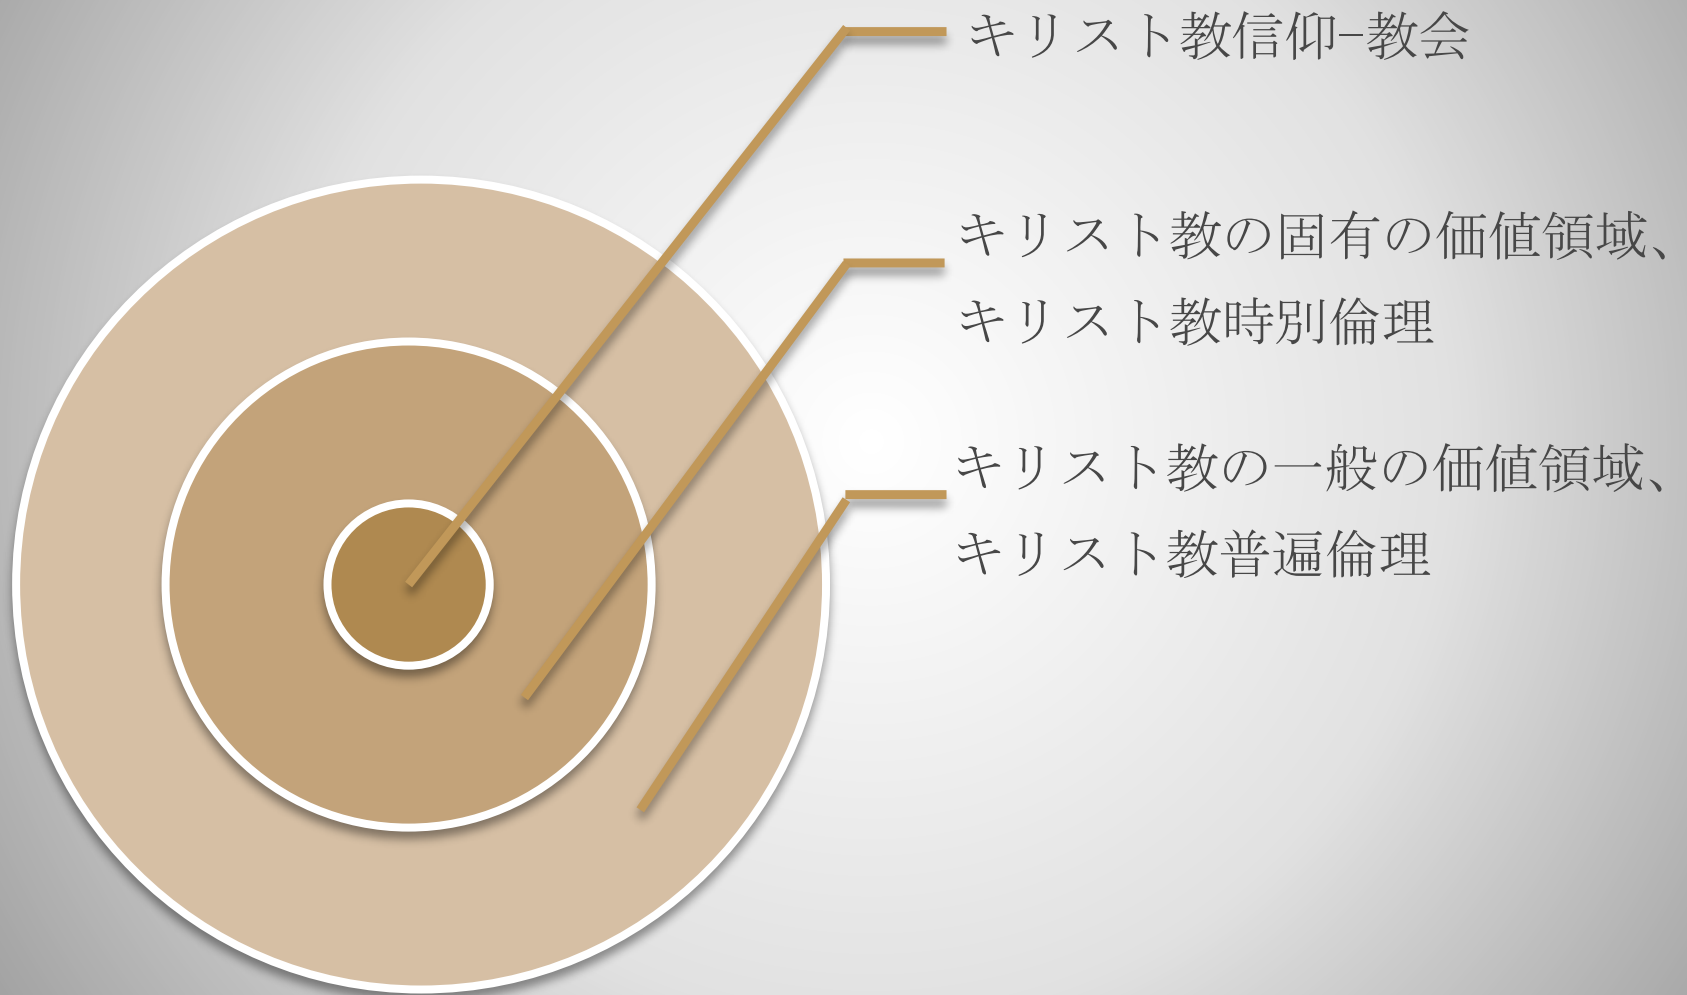 キリスト教信仰−教会
キリスト教の固有の価値領域、
キリスト教時別倫理
キリスト教の一般の価値領域、
キリスト教普遍倫理